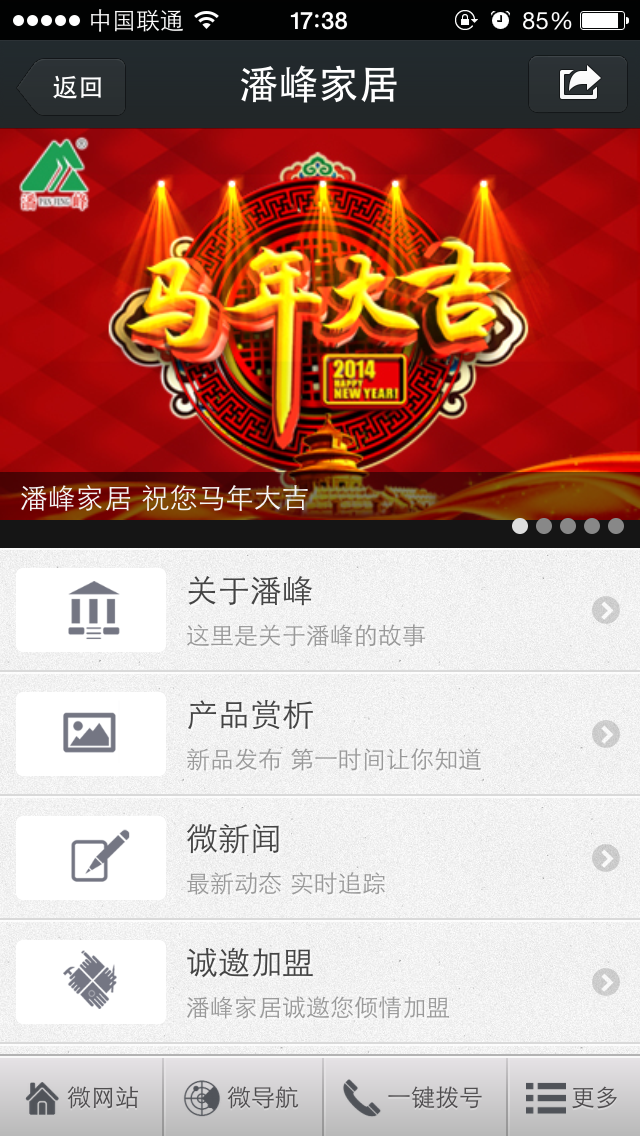 中国联通 17:38 85%
返回 潘峰家居
®
潘 PAN FENG 峰
马年大吉
2014
HAPPY
NEW YEAR!
潘峰家居 祝您马年大吉
关于潘峰
这里是关于潘峰的故事
产品赏析
新品发布 第一时间让你知道
微新闻
最新动态 实时追踪
诚邀加盟
潘峰家居诚邀您倾情加盟
微网站 微导航 一键拨号 更多